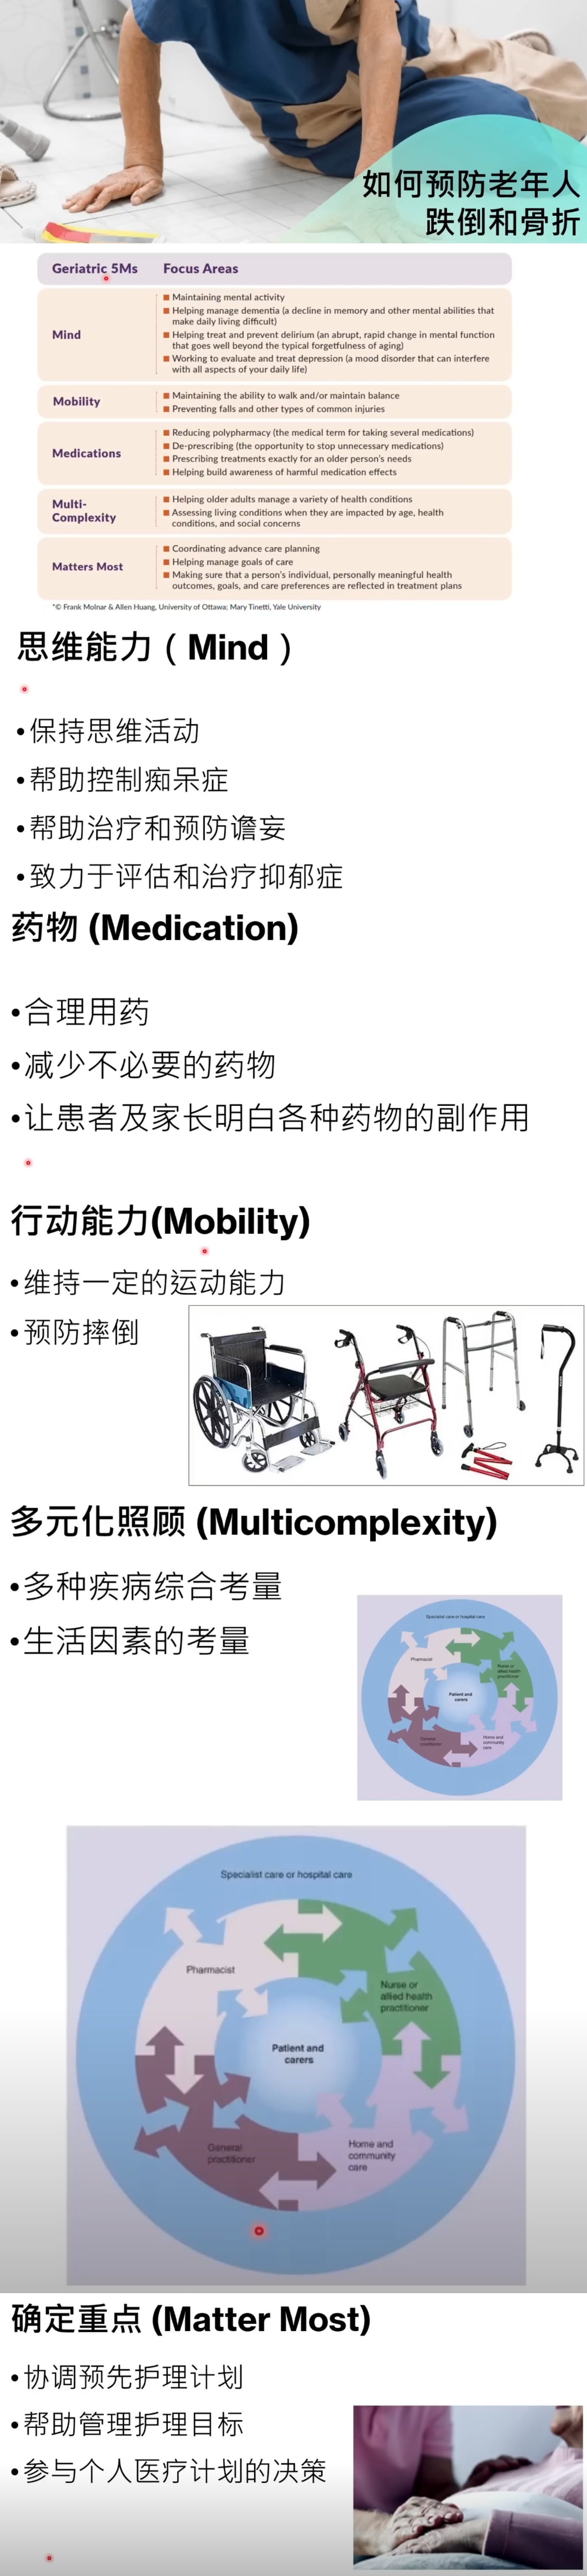 如何预防老年人
跌倒和骨折
Geriatric 5Ms Focus Areas
Mind
■ Maintaining mental activity
■ Helping manage dementia (a decline in memory and other mental abilities that
make daily living difficult)
■ Helping treat and prevent delirium (an abrupt, rapid change in mental function
that goes well beyond the typical forgetfulness of aging)
■ Working to evaluate and treat depression (a mood disorder that can interfere
with all aspects of your daily life)
Mobility
■ Maintaining the ability to walk and/or maintain balance
■ Preventing falls and other types of common injuries
Medications
■ Reducing polypharmacy (the medical term for taking several medications)
■ De-prescribing (the opportunity to stop unnecessary medications)
■ Prescribing treatments exactly for an older person's needs
■ Helping build awareness of harmful medication effects
Multi-
Complexity
■ Helping older adults manage a variety of health conditions
■ Assessing living conditions when they are impacted by age, health
conditions, and social concerns
Matters Most
■ Coordinating advance care planning
■ Helping manage goals of care
■ Making sure that a person's individual, personally meaningful health
outcomes, goals, and care preferences are reflected in treatment plans
*© Frank Molnar & Allen Huang, University of Ottawa; Mary Tinetti, Yale University
思维能力（Mind ）
•保持思维活动
•帮助控制痴呆症
•帮助治疗和预防谵妄
•致力于评估和治疗抑郁症
药物 (Medication)
•合理用药
•减少不必要的药物
•让患者及家长明白各种药物的副作用
行动能力(Mobility)
•维持一定的运动能力
•预防摔倒
多元化照顾 (Multicomplexity)
•多种疾病综合考量
•生活因素的考量
Specialist care or hospital care
Pharmacist
Nurse or
allied health
practitioner
Patient and
carers
General
practitioner
Home and
community
care
Specialist care or hospital care
Pharmacist
Nurse or
allied health
practitioner
Patient and
carers
General
practitioner
Home and
community
care
确定重点 (Matter Most)
•协调预先护理计划
•帮助管理护理目标
•参与个人医疗计划的决策